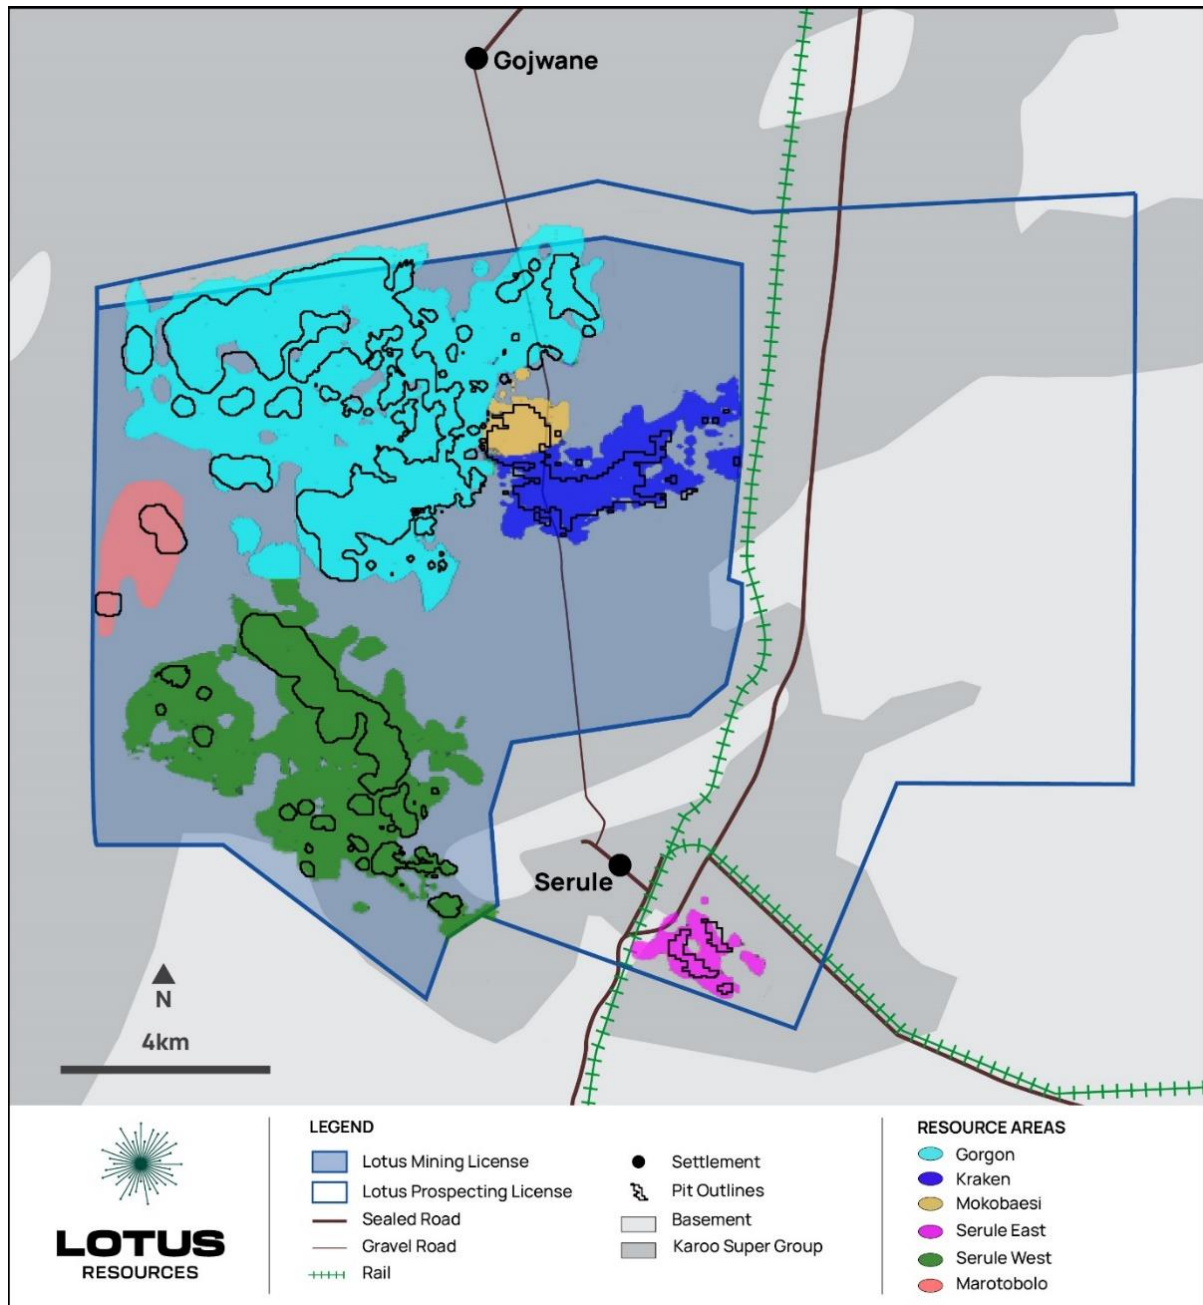 Gojwane
Serule
N
4km
LOTUS
RESOURCES
LEGEND
Lotus Mining License
Lotus Prospecting License
Sealed Road
Gravel Road
Rail
Settlement
Pit Outlines
Basement
Karoo Super Group
RESOURCE AREAS
Gorgon
Kraken
Mokobaesi
Serule East
Serule West
Marotobolo